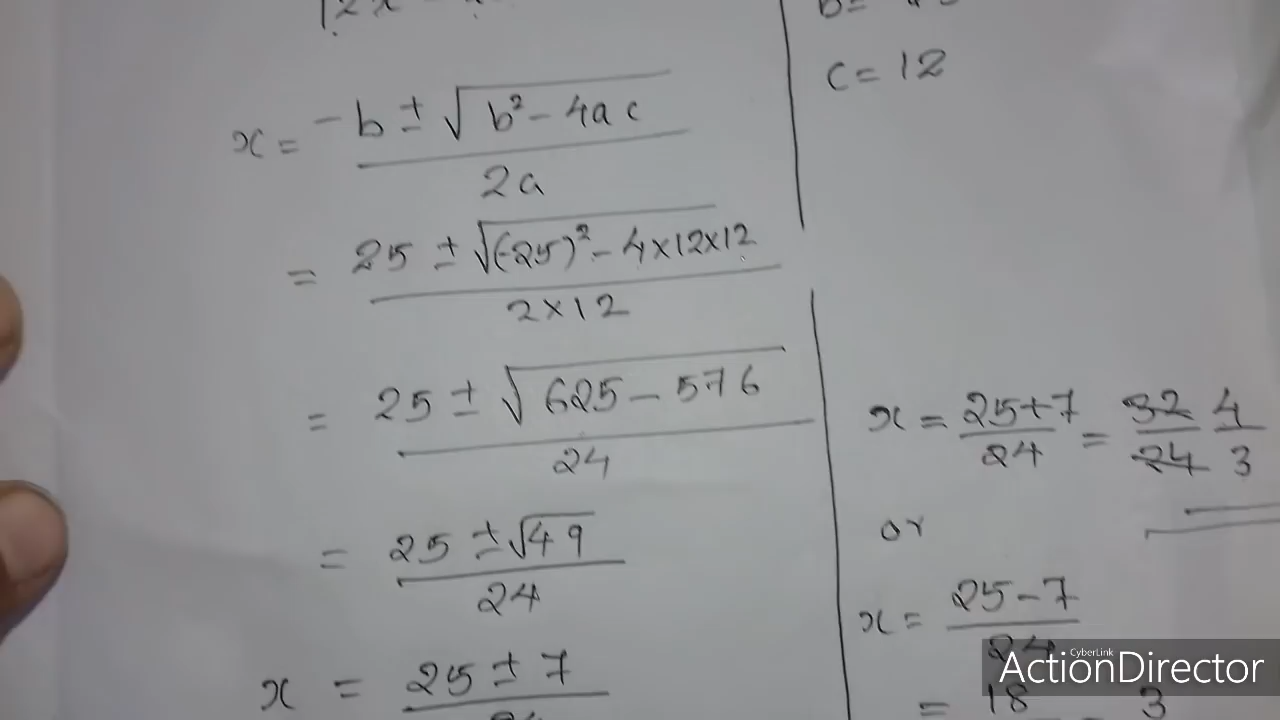 c = 12
x = -b ± √(b² - 4ac) / 2a
= 25 ± √((-25)² - 4×12×12) / 2×12
= 25 ± √(625 - 576) / 24
= 25 ± √49 / 24
x = 25 ± 7
x = 25+7 / 24 = 32 / 24 4 / 3
or
x = 25-7 / 24
= 18 3
CyberLink
ActionDirector